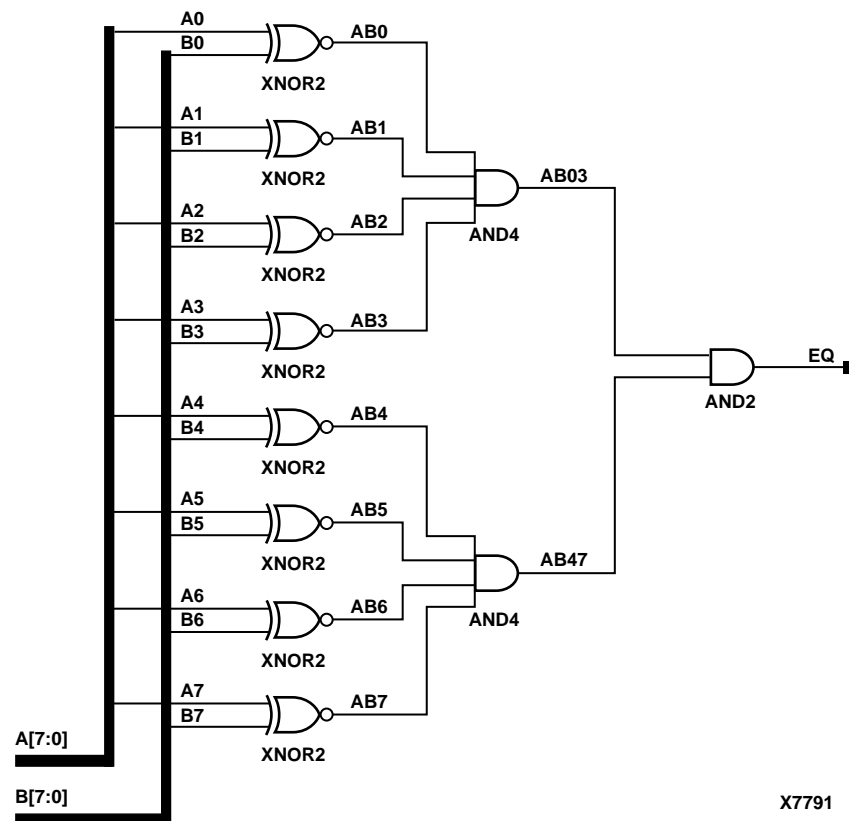 A0
B0
AB0
XNOR2
A1
B1
AB1
XNOR2
AB03
A2
B2
AB2
AND4
XNOR2
A3
B3
AB3
XNOR2
EQ
AND2
A4
B4
AB4
XNOR2
A5
B5
AB5
XNOR2
AB47
A6
B6
AB6
AND4
XNOR2
A7
B7
AB7
XNOR2
A[7:0]
B[7:0]
X7791